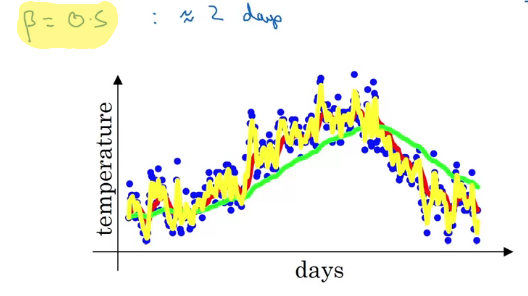 β = 0.5 : ≈ 2 days
temperature
days